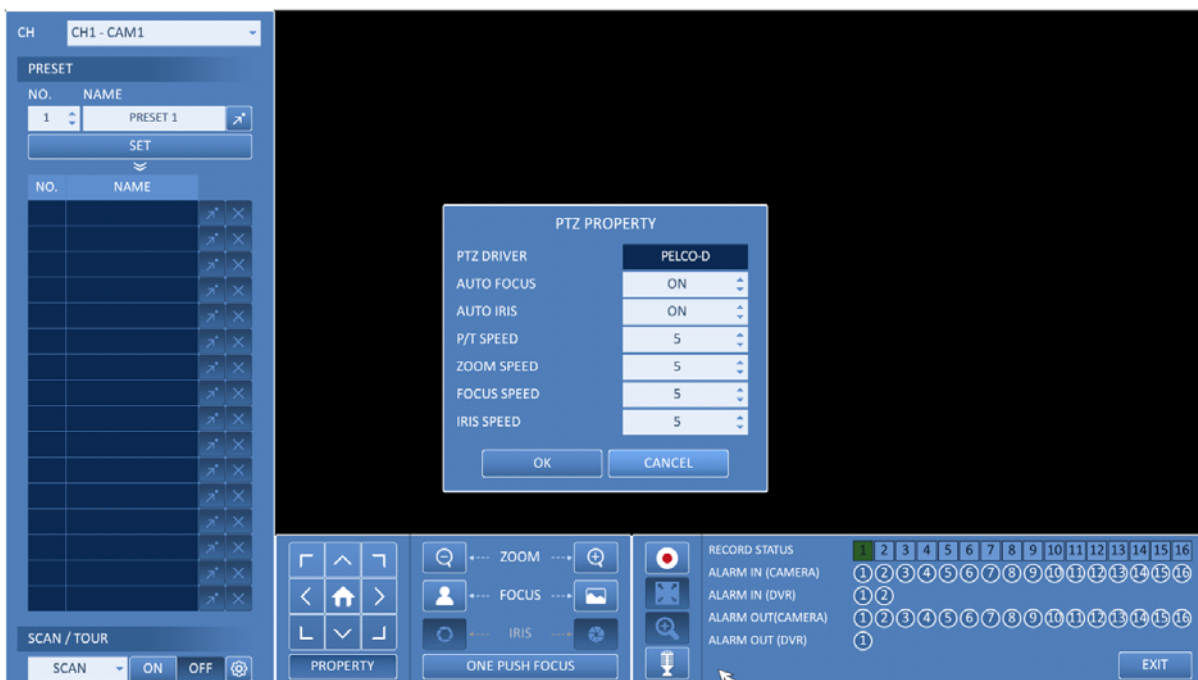 CH CH1 - CAM1
PRESET
NO. NAME
1 PRESET 1
SET
NO. NAME
SCAN / TOUR
SCAN ON OFF
PTZ PROPERTY
PTZ DRIVER PELCO-D
AUTO FOCUS ON
AUTO IRIS ON
P/T SPEED 5
ZOOM SPEED 5
FOCUS SPEED 5
IRIS SPEED 5
OK CANCEL
PROPERTY
ZOOM
FOCUS
IRIS
ONE PUSH FOCUS
RECORD STATUS 1 2 3 4 5 6 7 8 9 10 11 12 13 14 15 16
ALARM IN (CAMERA) 1 2 3 4 5 6 7 8 9 10 11 12 13 14 15 16
ALARM IN (DVR) 1 2
ALARM OUT(CAMERA) 1 2 3 4 5 6 7 8 9 10 11 12 13 14 15 16
ALARM OUT (DVR) 1
EXIT